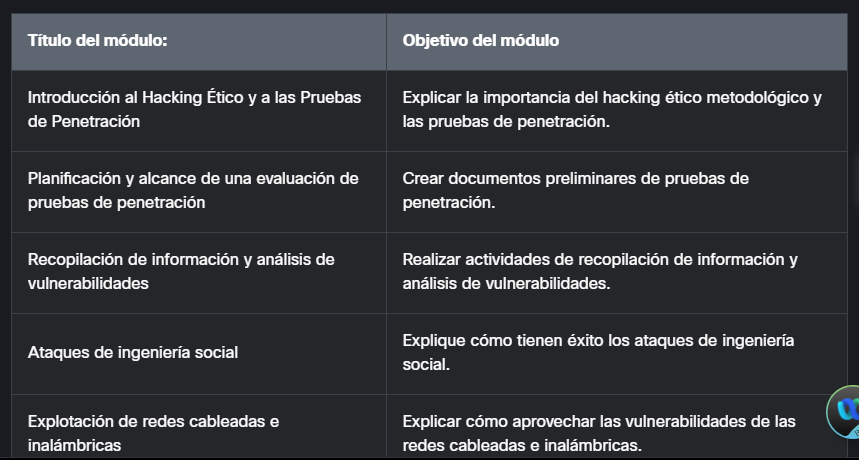 Título del módulo:
Objetivo del módulo
Introducción al Hacking Ético y a las Pruebas
de Penetración
Explicar la importancia del hacking ético metodológico y
las pruebas de penetración.
Planificación y alcance de una evaluación de
pruebas de penetración
Crear documentos preliminares de pruebas de
penetración.
Recopilación de información y análisis de
vulnerabilidades
Realizar actividades de recopilación de información y
análisis de vulnerabilidades.
Ataques de ingeniería social
Explique cómo tienen éxito los ataques de ingeniería
social.
Explotación de redes cableadas e
inalámbricas
Explicar cómo aprovechar las vulnerabilidades de las
redes cableadas e inalámbricas.